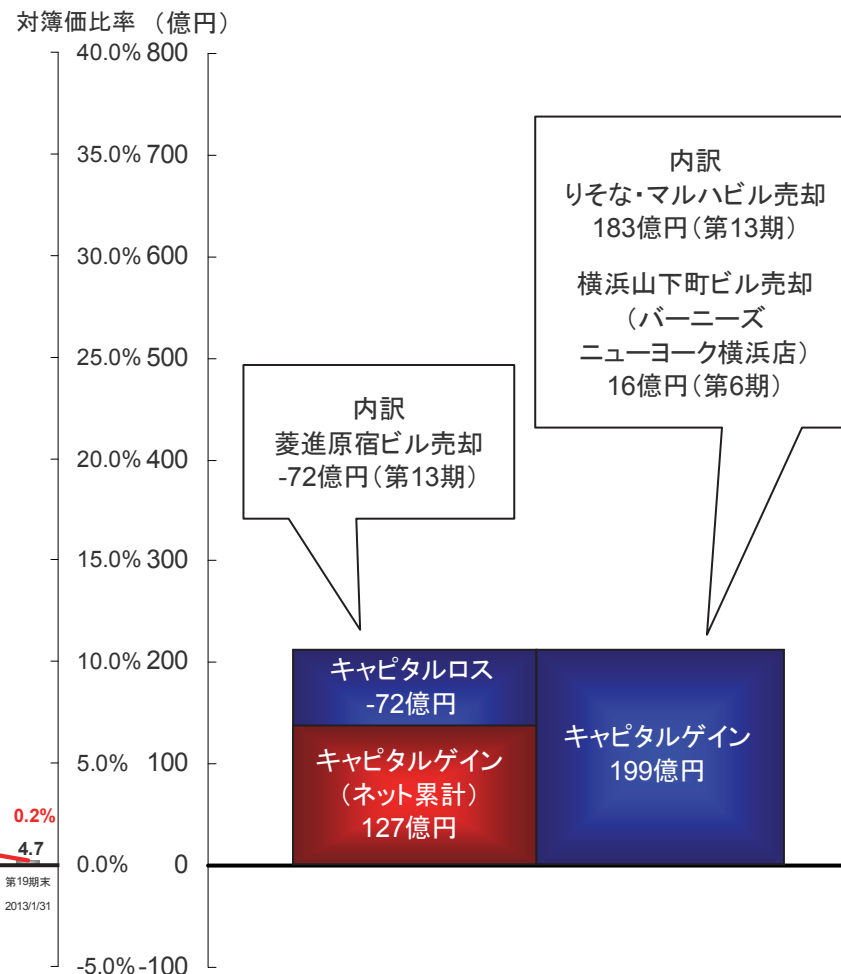 対簿価比率 （億円）
40.0% 800
35.0% 700
30.0% 600
25.0% 500
20.0% 400
15.0% 300
10.0% 200
5.0% 100
0.0% 0
-5.0% -100
内訳
りそな・マルハビル売却
183億円（第13期）
横浜山下町ビル売却
（バーニーズ
ニューヨーク横浜店）
16億円（第6期）
内訳
菱進原宿ビル売却
-72億円（第13期）
キャピタルロス
-72億円
キャピタルゲイン
（ネット累計）
127億円
キャピタルゲイン
199億円
0.2%
4.7
第19期末
2013/1/31